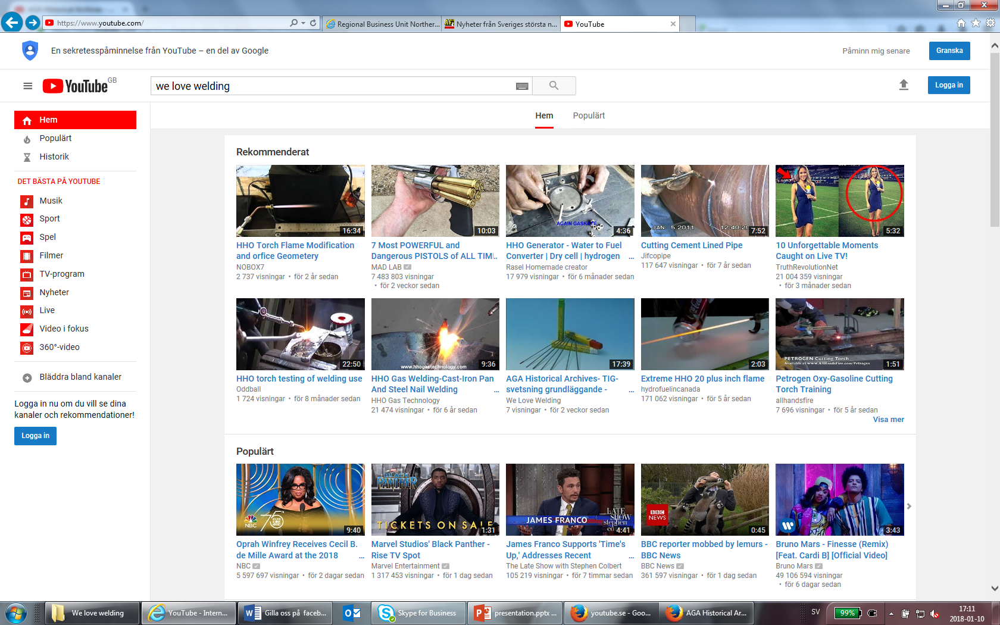 https://www.youtube.com/
Regional Business Unit Norther...
Nyheter från Sveriges största n...
YouTube
En sekretesspåminnelse från YouTube – en del av Google
Påminn mig senare
Granska
YouTube GB
we love welding
Logga in
Hem
Populärt
Historik
DET BÄSTA PÅ YOUTUBE
Musik
Sport
Spel
Filmer
TV-program
Nyheter
Live
Video i fokus
360°-video
Bläddra bland kanaler
Logga in nu om du vill se dina
kanaler och rekommendationer!
Logga in
Hem
Populärt
Rekommenderat
16:34
HHO Torch Flame Modification
and orfice Geometery
NOBOX7
2 737 visningar • för 2 år sedan
10:03
7 Most POWERFUL and
Dangerous PISTOLS of ALL TIM...
MAD LAB
7 483 803 visningar
• för 2 veckor sedan
AGAIN GASKATE
4:36
HHO Generator - Water to Fuel
Converter | Dry cell | hydrogen ...
Rasel Homemade creator
17 979 visningar • för 6 månader sedan
JAN 5 2011
12:40:20
7:52
Cutting Cement Lined Pipe
Jifcopipe
117 647 visningar • för 7 år sedan
5:32
10 Unforgettable Moments
Caught on Live TV!
TruthRevolutionNet
21 004 359 visningar
• för 3 månader sedan
22:50
HHO torch testing of welding use
Oddball
1 724 visningar • för 8 månader sedan
www.hhogastechnology.com
9:36
HHO Gas Welding-Cast-Iron Pan
And Steel Nail Welding ...
HHO Gas Technology
21 474 visningar • för 6 år sedan
17:39
AGA Historical Archives- TIG-
svetsning grundläggande - ...
We Love Welding
7 visningar • för 2 veckor sedan
2:03
Extreme HHO 20 plus inch flame
hydrofuelincanada
171 062 visningar • för 5 år sedan
PETROGEN Cutting Torch
Available at www.AllHandsFire.com/Petrogen
1:51
Petrogen Oxy-Gasoline Cutting
Torch Training
allhandsfire
7 696 visningar • för 5 år sedan
Visa mer
Populärt
NBC
75
9:40
Oprah Winfrey Receives Cecil B.
de Mille Award at the 2018 ...
NBC
5 597 697 visningar • för 2 dagar sedan
BLACK
PANTHER
TICKETS ON SALE
1:31
Marvel Studios' Black Panther -
Rise TV Spot
Marvel Entertainment
1 317 453 visningar • för 1 dag sedan
JAMES FRANCO
LATE
SHOW
stephen
4:41
James Franco Supports 'Time's
Up,' Addresses Recent ...
The Late Show with Stephen Colbert
105 219 visningar • för 7 timmar sedan
BBC
NEWS
0:45
BBC reporter mobbed by lemurs -
BBC News
BBC News
361 597 visningar • för 1 dag sedan
3:43
Bruno Mars - Finesse (Remix)
[Feat. Cardi B] [Official Video]
Bruno Mars
49 106 594 visningar
• för 6 dagar sedan
We love welding
YouTube - Intern...
Gilla oss på faceb...
Skype for Business
presentation.pptx ...
youtube.se - Goo...
AGA Historical Ar...
SV
99%
17:11
2018-01-10